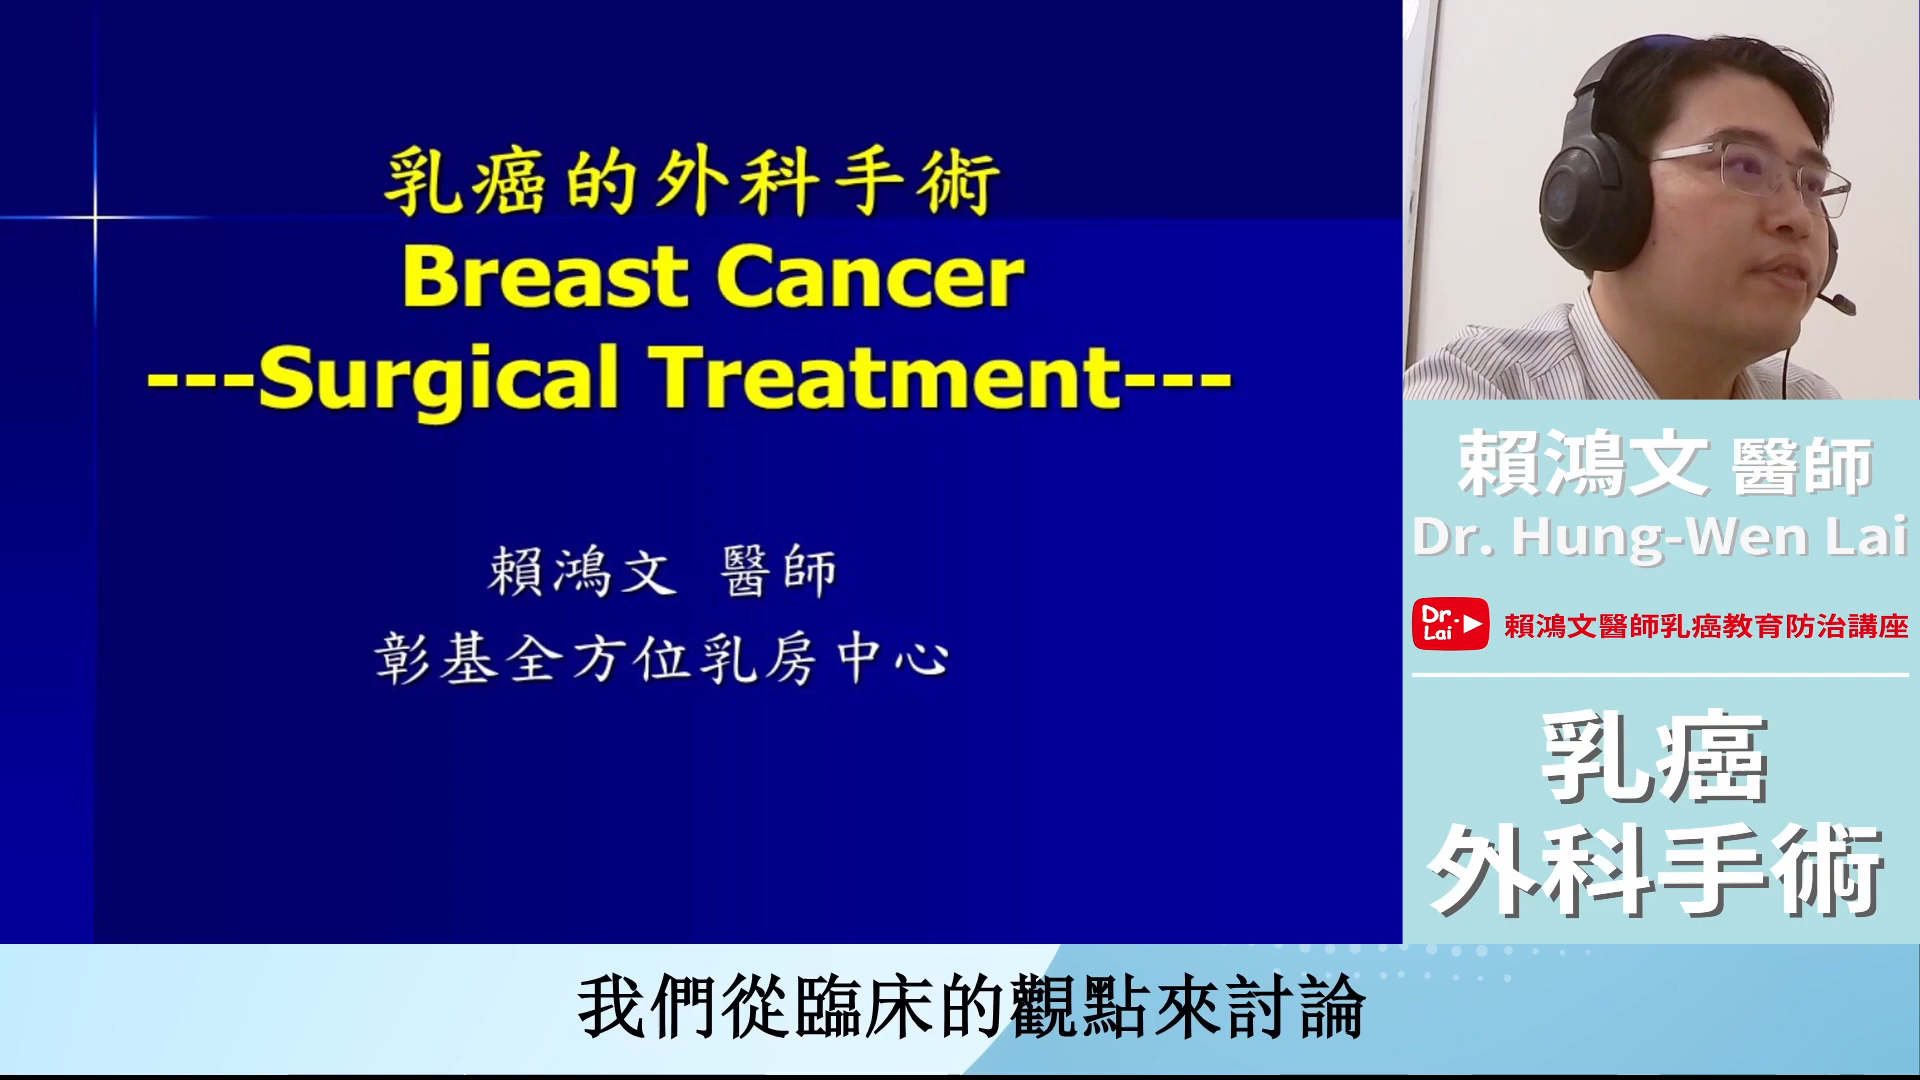 乳癌的外科手術
Breast Cancer
---Surgical Treatment---
賴鴻文 醫師
彰基全方位乳房中心
賴鴻文 醫師
Dr. Hung-Wen Lai
Dr.
Lai
賴鴻文醫師乳癌教育防治講座
乳癌
外科手術
我們從臨床的觀點來討論